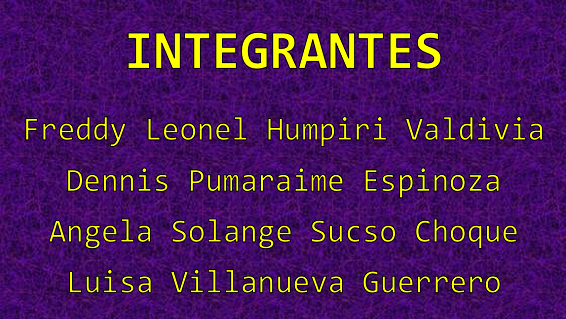 INTEGRANTES
Freddy Leonel Humpiri Valdivia
Dennis Pumaraime Espinoza
Angela Solange Sucso Choque
Luisa Villanueva Guerrero